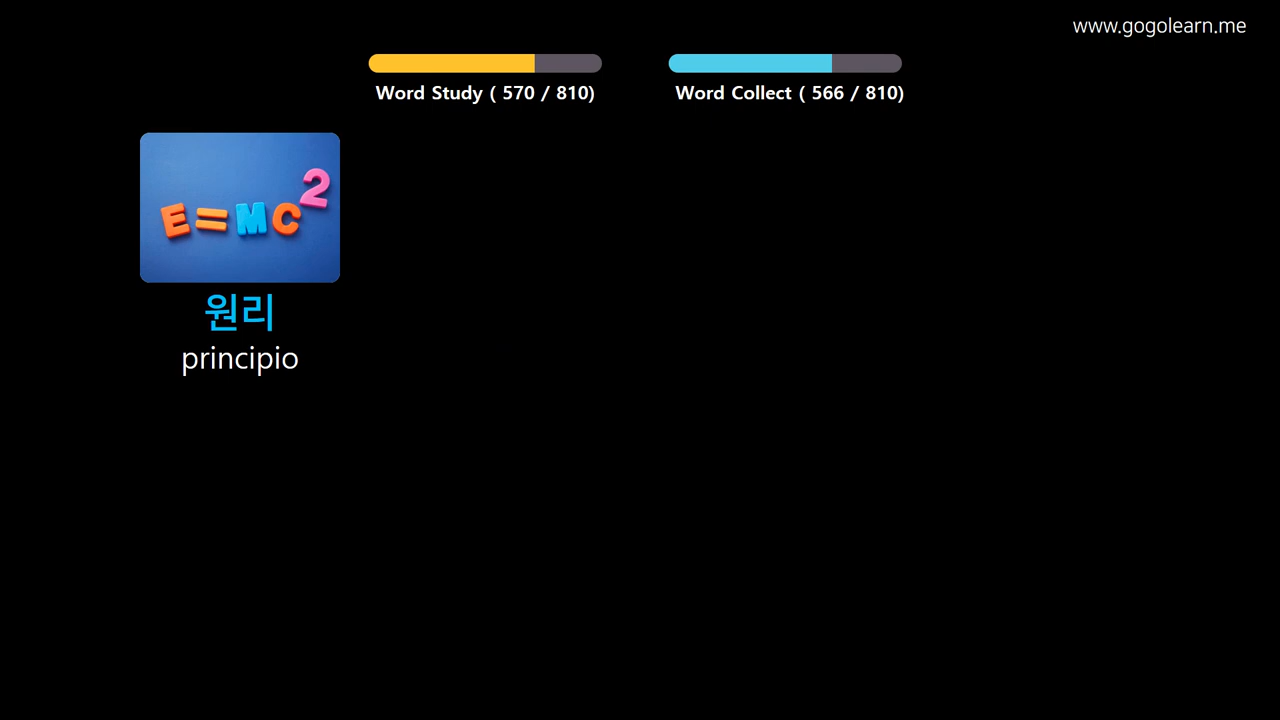 www.gogolearn.me
Word Study ( 570 / 810)
Word Collect ( 566 / 810)
E=MC2
원리
principio